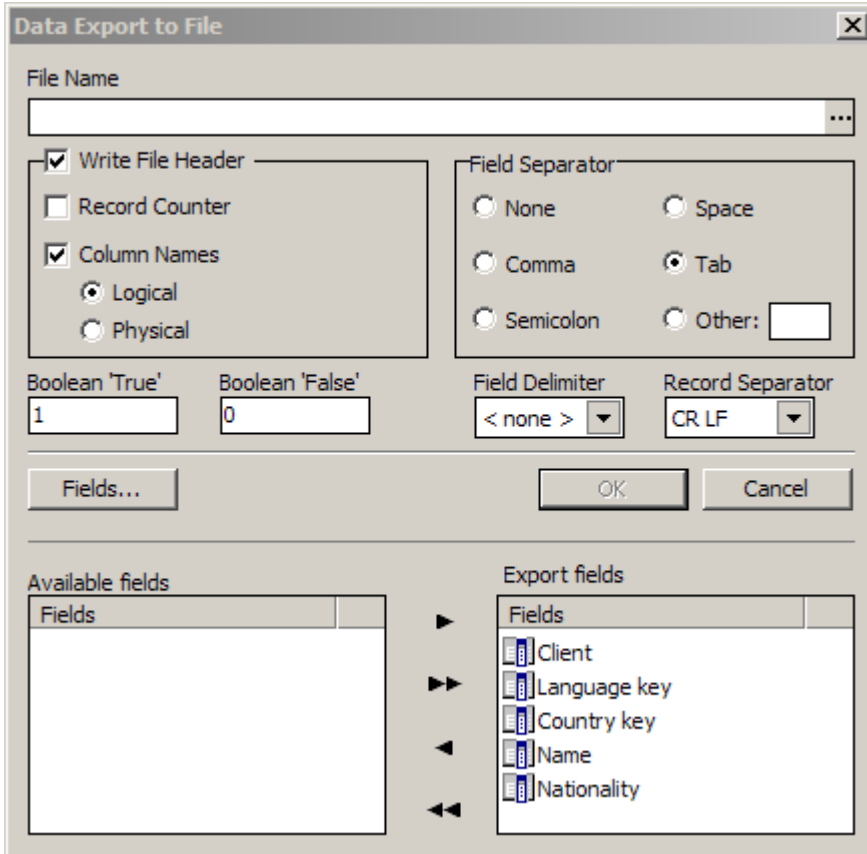 Data Export to File
File Name
...
Write File Header
Record Counter
Column Names
Logical
Physical
Field Separator
None
Space
Comma
Tab
Semicolon
Other:
Boolean 'True'
Boolean 'False'
Field Delimiter
Record Separator
1
0
< none >
CR LF
Fields...
OK
Cancel
Available fields
Fields
Export fields
Fields
Client
Language key
Country key
Name
Nationality